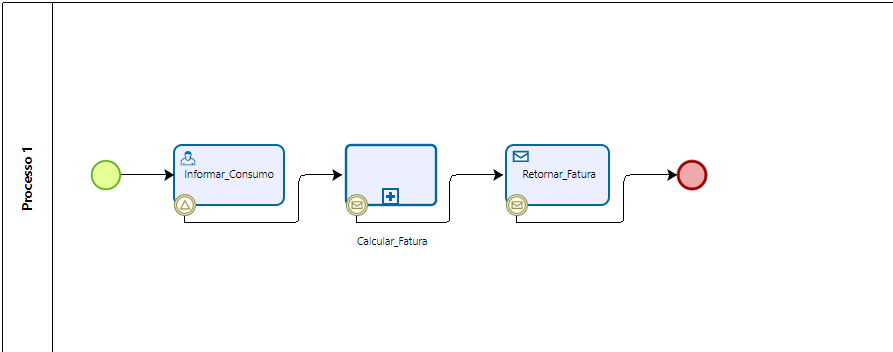 Processo 1
Informar_Consumo
Calcular_Fatura
Retornar_Fatura